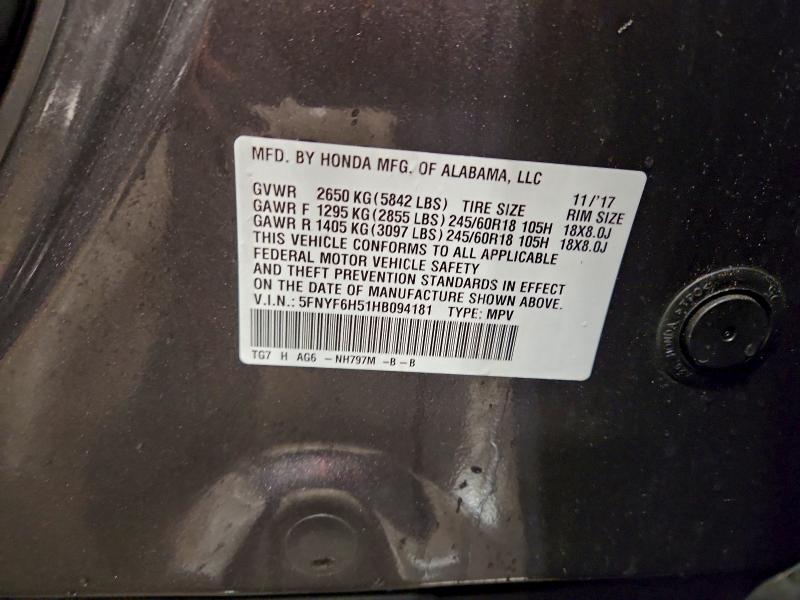 MFD. BY HONDA MFG. OF ALABAMA, LLC
11/'17
GVWR 2650 KG (5842 LBS) TIRE SIZE RIM SIZE
GAWR F 1295 KG (2855 LBS) 245/60R18 105H 18X8.0J
GAWR R 1405 KG (3097 LBS) 245/60R18 105H 18X8.0J
THIS VEHICLE CONFORMS TO ALL APPLICABLE
FEDERAL MOTOR VEHICLE SAFETY
AND THEFT PREVENTION STANDARDS IN EFFECT
ON THE DATE OF MANUFACTURE SHOWN ABOVE.
V.I.N.: 5FNYF6H51HB094181 TYPE: MPV
TG7 H AG6 - NH797M -B - B